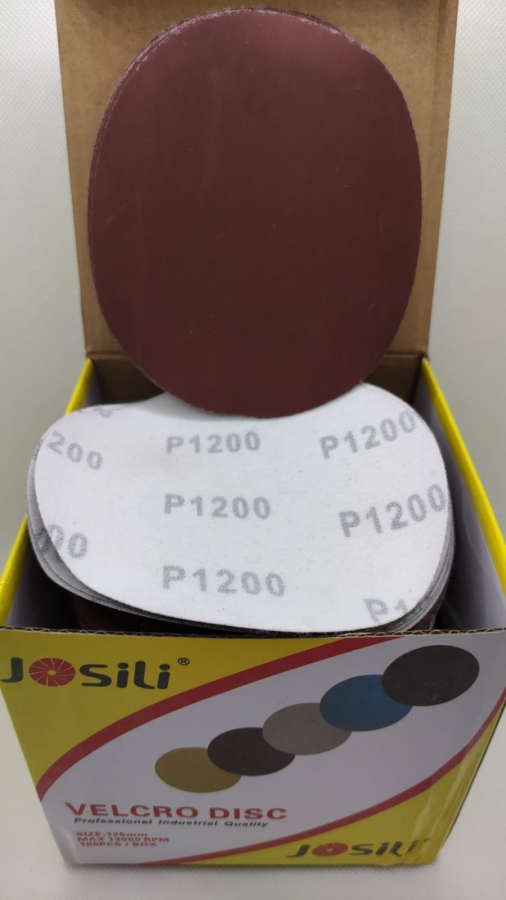 200
P1200
P1200
P1200
P1200
00
P1200
P1
JOSiLi®
VELCRO DISC
Professional Industrial Quality
SIZE:125mm
MAX 12000 RPM
100PCS / BOX
JOSiLi